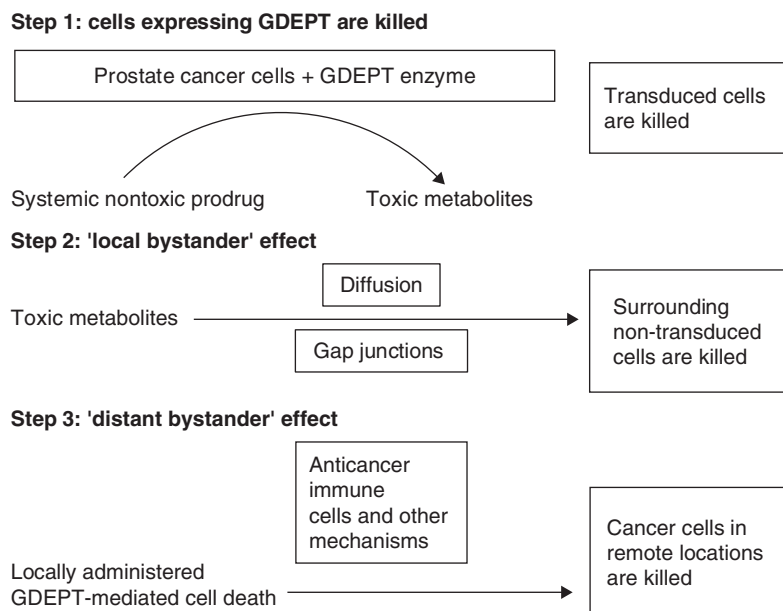 Step 1: cells expressing GDEPT are killed
Prostate cancer cells + GDEPT enzyme
Transduced cells
are killed
Systemic nontoxic prodrug
Toxic metabolites
Step 2: 'local bystander' effect
Diffusion
Toxic metabolites
Gap junctions
Surrounding
non-transduced
cells are killed
Step 3: 'distant bystander' effect
Anticancer
immune
cells and other
mechanisms
Locally administered
GDEPT-mediated cell death
Cancer cells in
remote locations
are killed